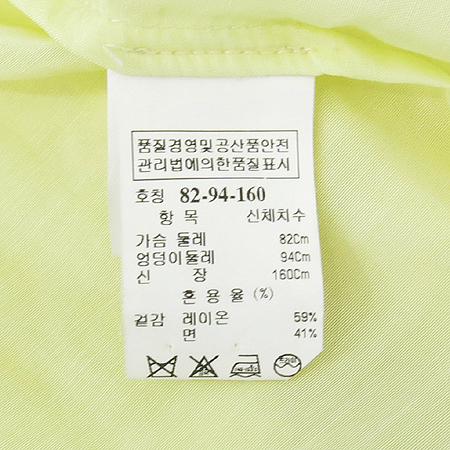 품질경영및공산품안전
관리법에의한품질표시
호칭 82-94-160
항 목 신체치수
가슴 둘레 82Cm
엉덩이둘레 94Cm
신 장 160Cm
혼 용 율 (%)
겉감 레이온 59%
면 41%